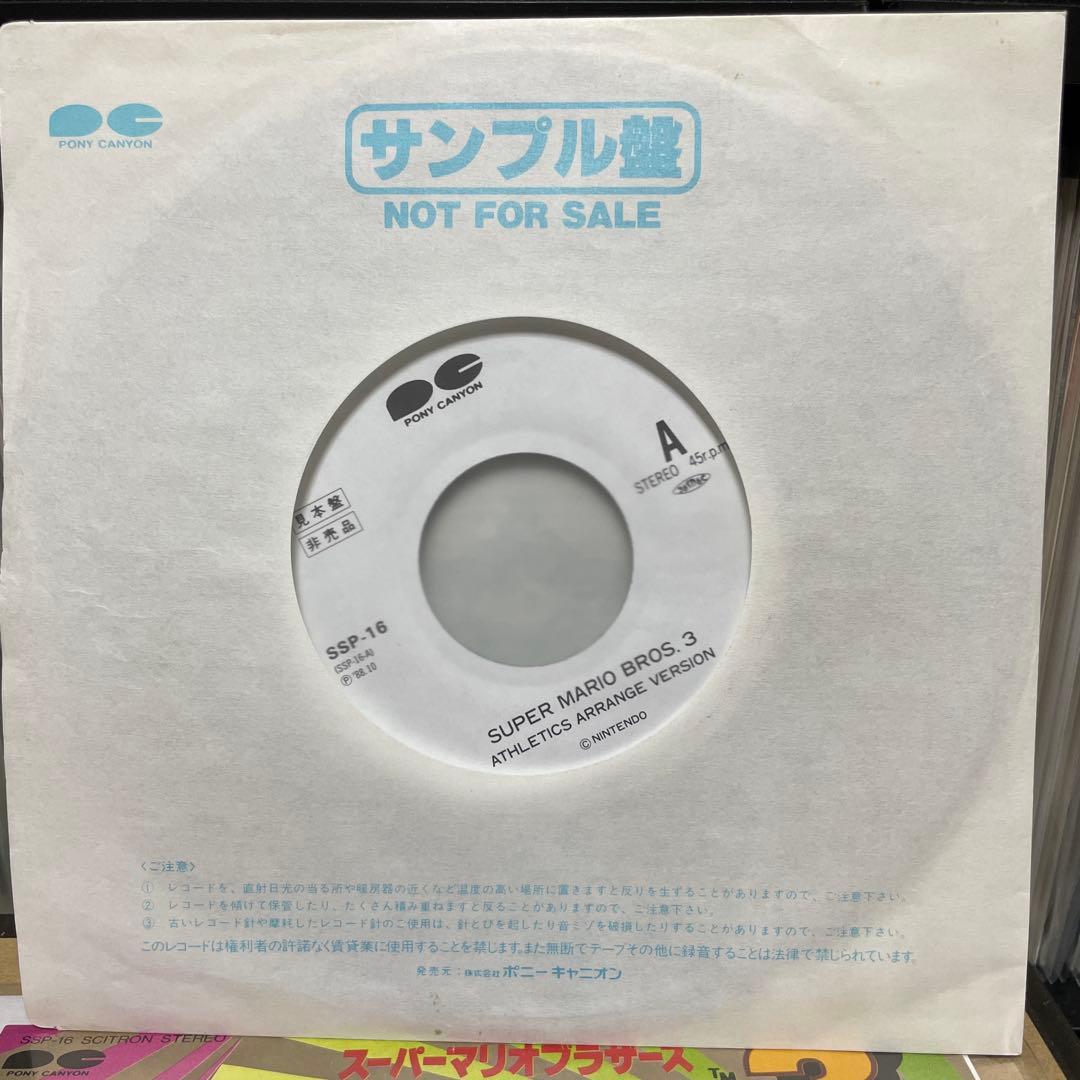 PONY CANYON
サンプル盤
NOT FOR SALE
PONY CANYON
A
STEREO 45r.p.m
見本盤
非売品
SSP-16
(SSP-16-A)
Ⓟ'88.10
SUPER MARIO BROS. 3
ATHLETICS ARRANGE VERSION
©NINTENDO
〈ご注意〉
① レコードを、直射日光の当る所や暖房器の近くなど温度の高い場所に置きますと反りを生ずることがありますので、ご注意下さい。
② レコードを傾けて保管したり、たくさん積み重ねますと反ることがありますので、ご注意下さい。
③ 古いレコード針や摩耗したレコード針のご使用は、針とびを起したり音ミゾを破損したりすることがありますので、ご注意下さい。
このレコードは権利者の許諾なく賃貸業に使用することを禁じます。また無断でテープその他に録音することは法律で禁じられています。
発売元：株式会社ポニーキャニオン
SSP-16 SCITRON STEREO
PONY CANYON
スーパーマリオブラザーズ
TM
3